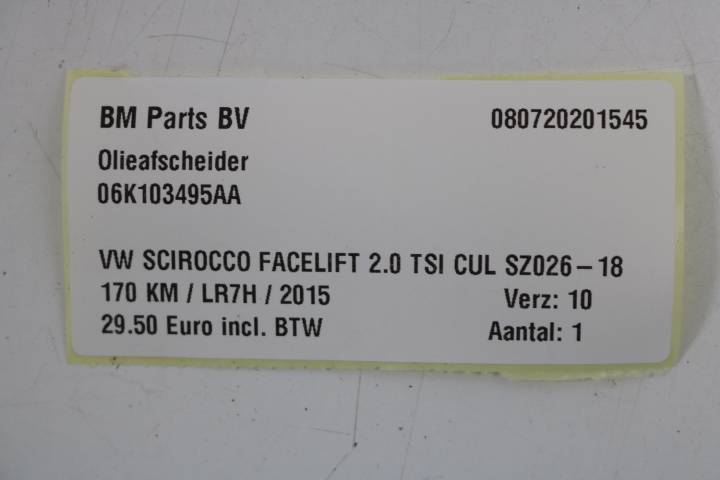 BM Parts BV 080720201545
Olieafscheider
06K103495AA
VW SCIROCCO FACELIFT 2.0 TSI CUL SZ026-18
170 KM / LR7H / 2015 Verz: 10
29.50 Euro incl. BTW Aantal: 1